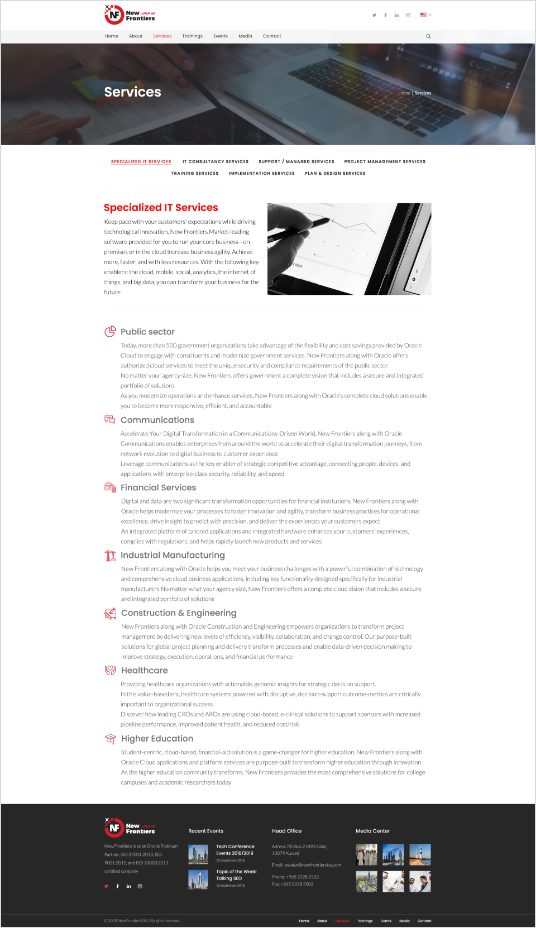 New
Frontiers
Home About Services Trainings Events Media Contact
Services
Home | Services
SPECIALIZED IT SERVICES IT CONSULTANCY SERVICES SUPPORT / MANAGED SERVICES PROJECT MANAGEMENT SERVICES
TRAINING SERVICES IMPLEMENTATION SERVICES PLAN & DESIGN SERVICES
Specialized IT Services
Keep pace with your customers' expectations while driving
technological innovation, New Frontiers Market-leading
software provided for you to run your core business–on
premises or in the cloud Increase business agility. Achieve
more, faster, and with less resources. With the following key
enablers: the cloud, mobile, social, analytics, the internet of
things, and big data, you can transform your business for the
future
Public sector
Today, more than 500 government organizations take advantage of the flexibility and cost savings provided by Oracle
Cloud to engage with constituents and modernize government services. New Frontiers along with Oracle offers
authorized cloud services to meet the unique security and compliance requirements of the public sector
No matter your agency size, New Frontiers offers government a complete vision that includes a secure and integrated
portfolio of solutions
As you modernize operations and enhance services, New Frontiers along with Oracle's complete cloud solutions enable
you to become more responsive, efficient, and accountable
Communications
Accelerate Your Digital Transformation in a Communications-Driven World, New Frontiers along with Oracle
Communications enables enterprises from around the world to accelerate their digital transformation journeys, from
network evolution to digital business to customer experience
Leverage communications as the key enabler of strategic competitive advantage, connecting people, devices, and
applications with enterprise-class security, reliability, and speed
Financial Services
Digital and data are two significant transformation opportunities for financial institutions. New Frontiers along with
Oracle helps modernize your processes to foster innovation and agility, transform business practices for operational
excellence, drive insight to predict with precision, and deliver the experiences your customers expect
An integrated platform of tailored applications and integrated hardware enhances your customers' experiences,
complies with regulations, and helps rapidly launch new products and services
Industrial Manufacturing
New Frontiers along with Oracle helps you meet your business challenges with a powerful combination of technology
and comprehensive cloud business applications, including key functionality designed specifically for industrial
manufacturers No matter what your agency size, New Frontiers offers a complete cloud vision that includes a secure
and integrated portfolio of solutions
Construction & Engineering
New Frontiers along with Oracle Construction and Engineering empowers organizations to transform project
management by delivering new levels of efficiency, visibility, collaboration, and change control. Our purpose-built
solutions for global project planning and delivery transform processes and enable data-driven decision making to
improve strategy, execution, operations, and financial performance
Healthcare
Providing healthcare organizations with actionable, genomic insights for strategic decision support.
In the value-based era, healthcare systems powered with disruptive, decision-support outcome-metrics are critically
important to organizational success
Discover how leading CROs and AROs are using cloud-based, e-clinical solutions to support sponsors with increased
pipeline performance, improved patient health, and reduced cost/risk
Higher Education
Student-centric, cloud-based, financial-aid solution is a game-changer for higher education. New Frontiers along with
Oracle Cloud applications and platform services are purpose-built to transform higher education through innovation
As the higher education community transforms, New Frontiers provides the most comprehensive solutions for college
campuses and academic researchers today
New
Frontiers
New Frontiers is an Oracle Platinum
Partner, ISO 27001:2013, ISO
9001:2015, and ISO 20000:2011
certified company
Recent Events
Tech Conference
Events 2018/2019
Topic of the Week:
Talking SEO
Head Office
Kuwait
Media Center
Home About Services Trainings Events Media Contact